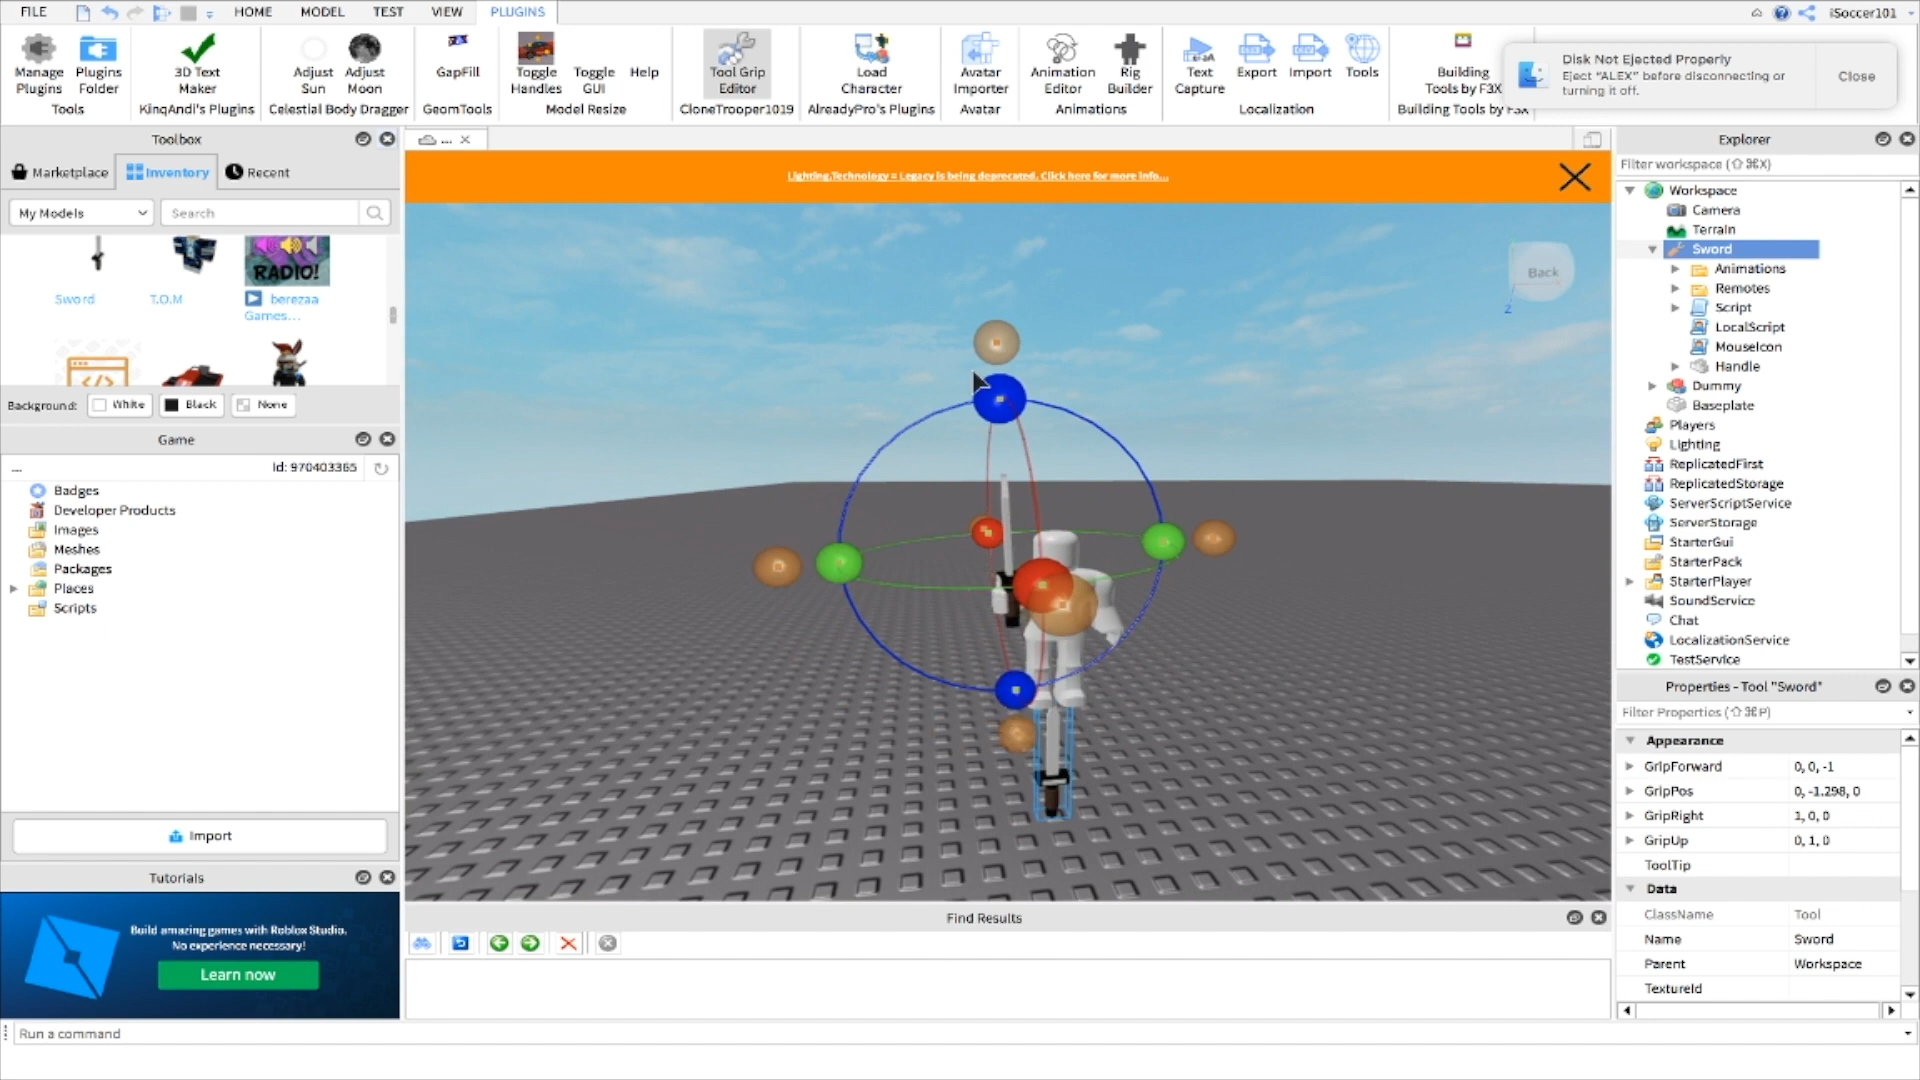 FILE HOME MODEL TEST VIEW PLUGINS iSoccer101
Manage Plugins
Plugins Folder
Tools
3D Text Maker
KinqAndi's Plugins
Adjust Sun
Adjust Moon
Celestial Body Dragger
GapFill
GeomTools
Toggle Handles
Toggle GUI
Help
Model Resize
Tool Grip Editor
CloneTrooper1019
Load Character
AlreadyPro's Plugins
Avatar Importer
Avatar
Animation Editor
Rig Builder
Animations
Text Capture
Export
Import
Tools
Localization
Building Tools by F3X
Building Tools by F3X
Disk Not Ejected Properly
Eject “ALEX” before disconnecting or
turning it off.
Close
Toolbox
Marketplace Inventory Recent
My Models Search
RADIO!
Sword T.O.M berezaa
Games...
Background: White Black None
Game
... Id: 970403365
Badges
Developer Products
Images
Meshes
Packages
Places
Scripts
Import
Tutorials
Build amazing games with Roblox Studio.
No experience necessary!
Learn now
Run a command
...
Lighting.Technology = Legacy is being deprecated. Click here for more info...
Back
Z
Find Results
Explorer
Filter workspace (⇧⌘X)
Workspace
Camera
Terrain
Sword
Animations
Remotes
Script
LocalScript
MouseIcon
Handle
Dummy
Baseplate
Players
Lighting
ReplicatedFirst
ReplicatedStorage
ServerScriptService
ServerStorage
StarterGui
StarterPack
StarterPlayer
SoundService
Chat
LocalizationService
TestService
Properties - Tool "Sword"
Filter Properties (⇧⌘P)
Appearance
GripForward 0, 0, -1
GripPos 0, -1.298, 0
GripRight 1, 0, 0
GripUp 0, 1, 0
ToolTip
Data
ClassName Tool
Name Sword
Parent Workspace
TextureId